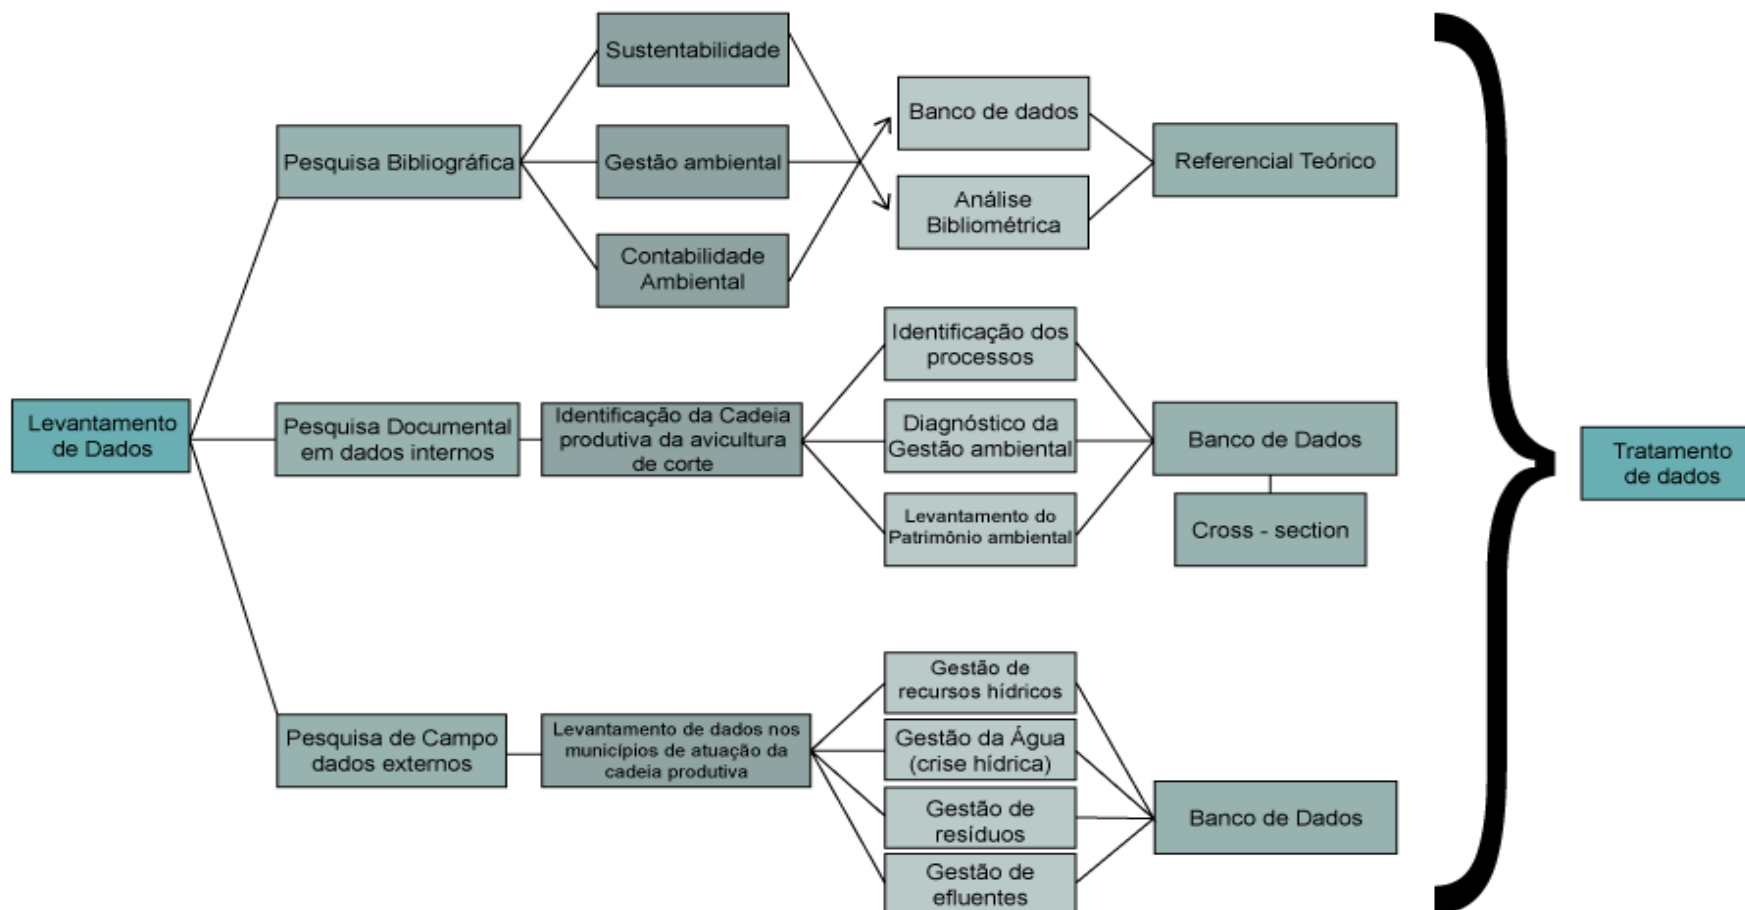 Levantamento
de Dados
Pesquisa Bibliográfica
Sustentabilidade
Gestão ambiental
Contabilidade
Ambiental
Banco de dados
Análise
Bibliométrica
Referencial Teórico
Pesquisa Documental
em dados internos
Identificação da Cadeia
produtiva da avicultura
de corte
Identificação dos
processos
Diagnóstico da
Gestão ambiental
Levantamento do
Patrimônio ambiental
Banco de Dados
Cross - section
Pesquisa de Campo
dados externos
Levantamento de dados nos
municípios de atuação da
cadeia produtiva
Gestão de
recursos hídricos
Gestão da Água
(crise hídrica)
Gestão de
resíduos
Gestão de
efluentes
Banco de Dados
Tratamento
de dados